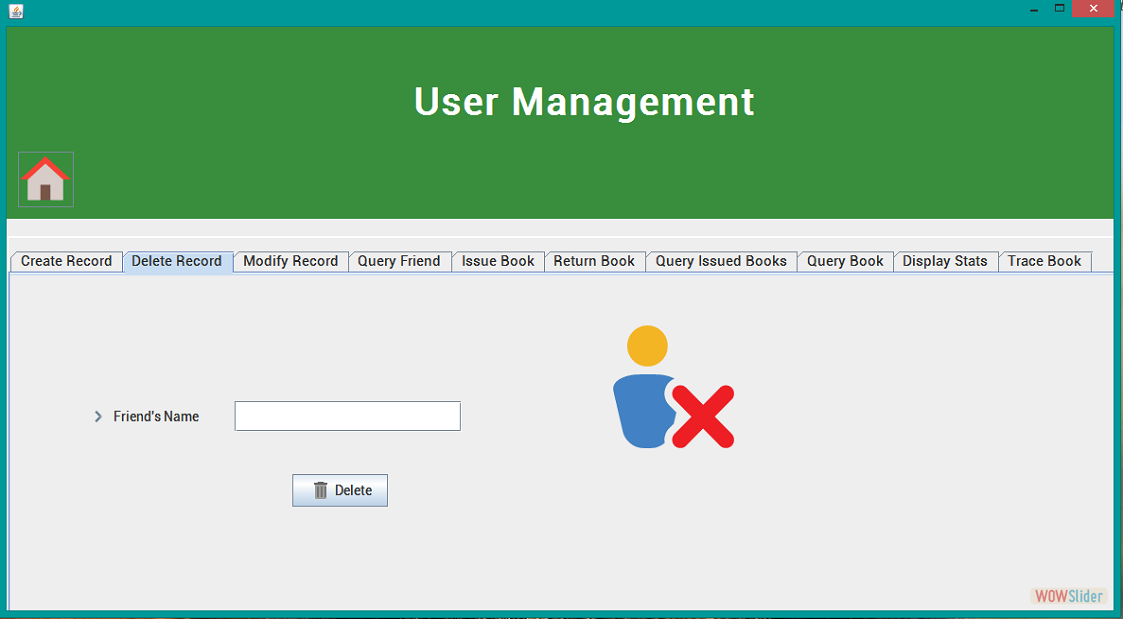 User Management
Create Record Delete Record Modify Record Query Friend Issue Book Return Book Query Issued Books Query Book Display Stats Trace Book
Friend's Name
Delete
WOWSlider